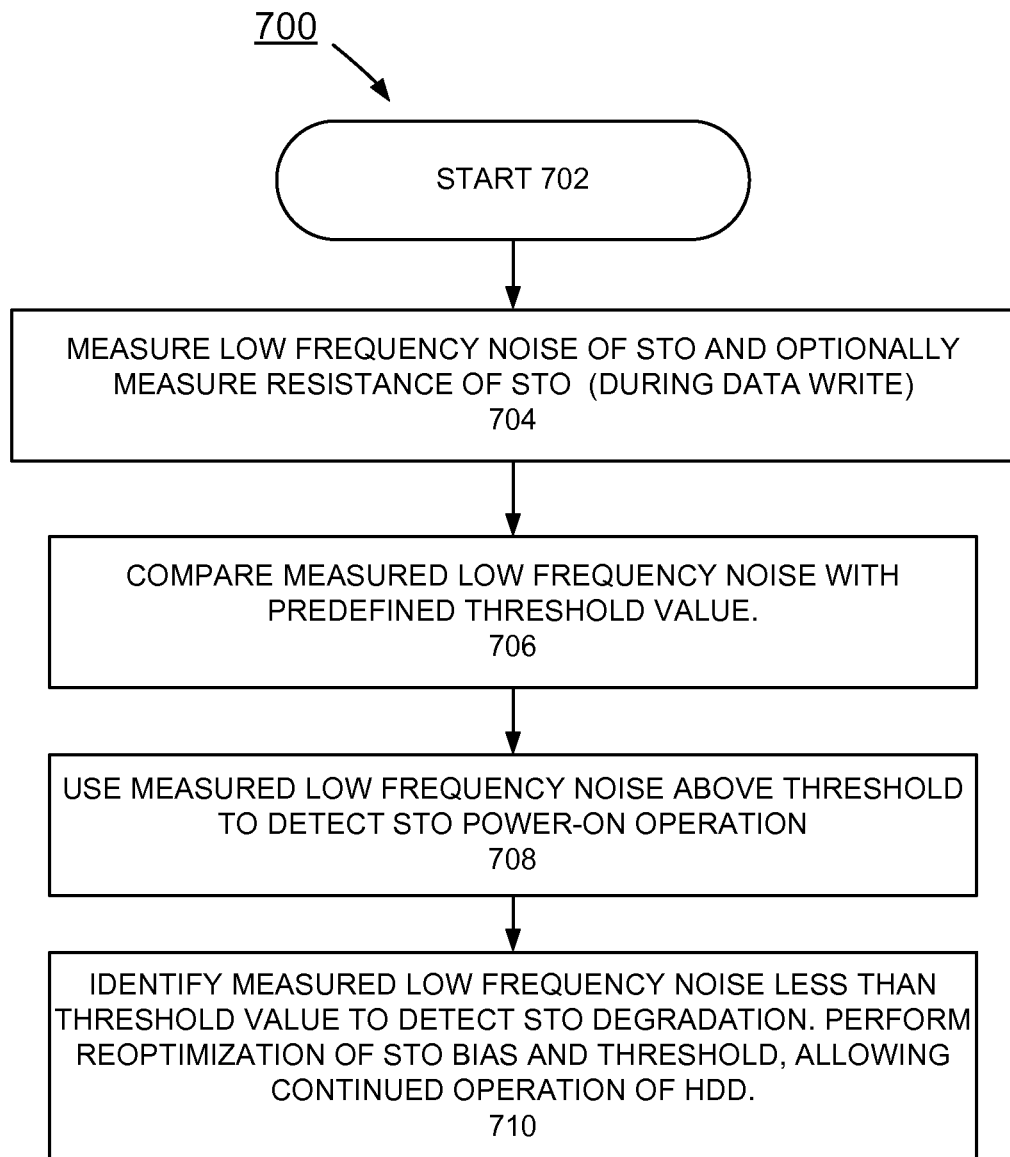 700
START 702
MEASURE LOW FREQUENCY NOISE OF STO AND OPTIONALLY
MEASURE RESISTANCE OF STO (DURING DATA WRITE)
704
COMPARE MEASURED LOW FREQUENCY NOISE WITH
PREDEFINED THRESHOLD VALUE.
706
USE MEASURED LOW FREQUENCY NOISE ABOVE THRESHOLD
TO DETECT STO POWER-ON OPERATION
708
IDENTIFY MEASURED LOW FREQUENCY NOISE LESS THAN
THRESHOLD VALUE TO DETECT STO DEGRADATION. PERFORM
REOPTIMIZATION OF STO BIAS AND THRESHOLD, ALLOWING
CONTINUED OPERATION OF HDD.
710